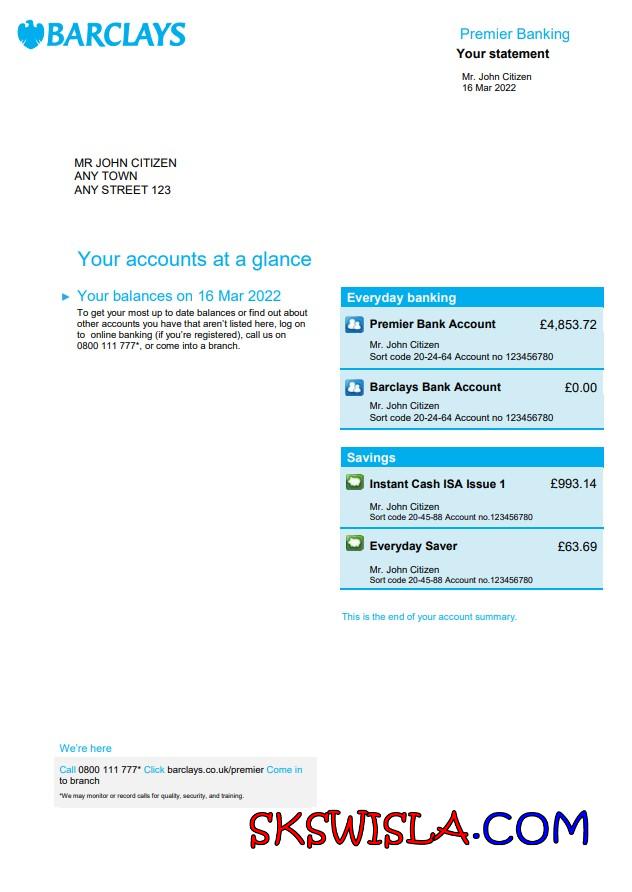 BARCLAYS
Premier Banking
Your statement
Mr. John Citizen
16 Mar 2022
MR JOHN CITIZEN
ANY TOWN
ANY STREET 123
Your accounts at a glance
Your balances on 16 Mar 2022
To get your most up to date balances or find out about
other accounts you have that aren't listed here, log on
to online banking (if you're registered), call us on
0800 111 777*, or come into a branch.
Everyday banking
Premier Bank Account £4,853.72
Mr. John Citizen
Sort code 20-24-64 Account no 123456780
Barclays Bank Account £0.00
Mr. John Citizen
Sort code 20-24-64 Account no 123456780
Savings
Instant Cash ISA Issue 1 £993.14
Mr. John Citizen
Sort code 20-45-88 Account no.123456780
Everyday Saver £63.69
Mr. John Citizen
Sort code 20-45-88 Account no.123456780
This is the end of your account summary.
We're here
Call 0800 111 777* Click barclays.co.uk/premier Come in
to branch
*We may monitor or record calls for quality, security, and training.
SKSWISLA.COM